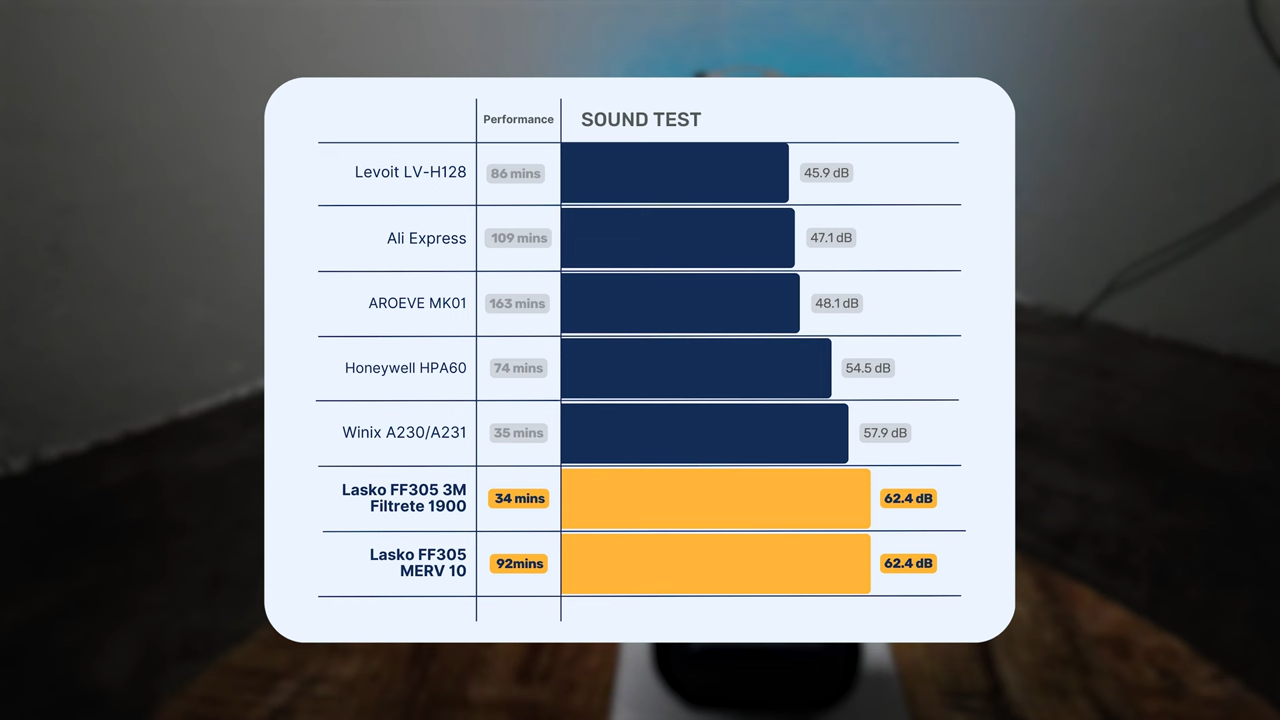 Performance SOUND TEST
Levoit LV-H128 86 mins 45.9 dB
Ali Express 109 mins 47.1 dB
AROEVE MK01 163 mins 48.1 dB
Honeywell HPA60 74 mins 54.5 dB
Winix A230/A231 35 mins 57.9 dB
Lasko FF305 3M
Filtrete 1900 34 mins 62.4 dB
Lasko FF305
MERV 10 92mins 62.4 dB